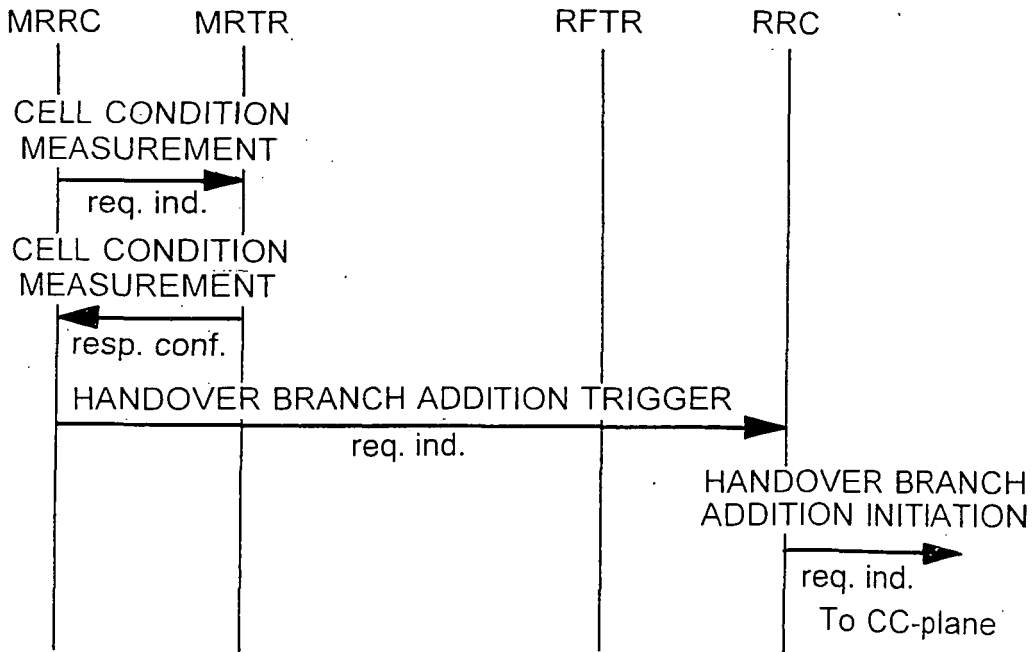 MRRC MRTR RFTR RRC
CELL CONDITION
MEASUREMENT
req. ind.
CELL CONDITION
MEASUREMENT
resp. conf.
HANDOVER BRANCH ADDITION TRIGGER
req. ind.
HANDOVER BRANCH
ADDITION INITIATION
req. ind.
To CC-plane